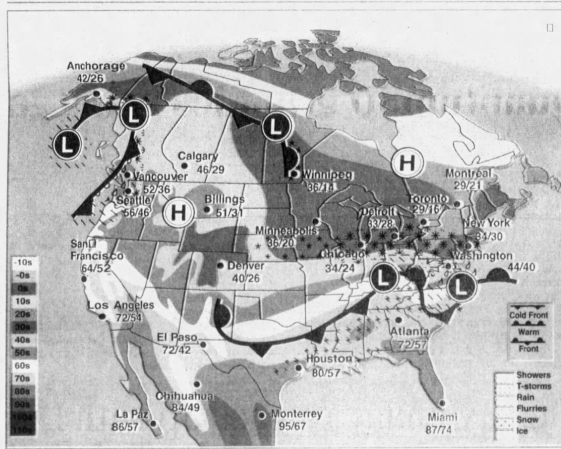 Anchorage
42/26
L
L
L
Calgary
46/29
H
Vancouver
52/36
Seattle
56/46
Winnipeg
36/14
Montreal
29/21
H
Billings
51/31
Toronto
29/16
Detroit
33/28
New York
34/30
Minneapolis
36/20
Chicago
34/24
Washington
44/40
San
Francisco
64/52
Denver
40/26
L
L
Los Angeles
72/54
Atlanta
72/57
El Paso
72/42
Houston
80/57
Chihuahua
84/49
La Paz
86/57
Monterrey
95/67
Miami
87/74
-10s
-0s
0s
10s
20s
30s
40s
50s
60s
70s
80s
90s
100s
110s
Cold Front
Warm
Front
Showers
T-storms
Rain
Flurries
Snow
Ice